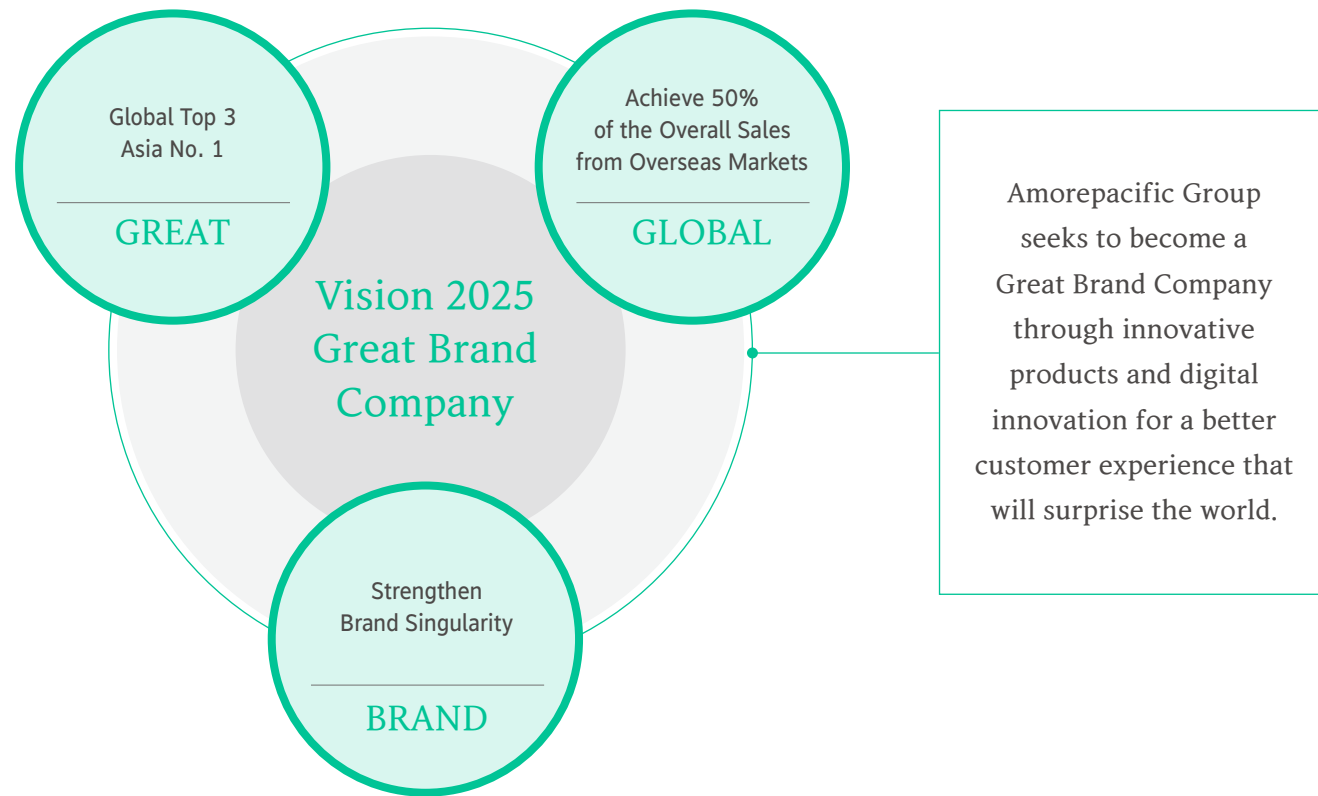 Global Top 3
Asia No. 1
GREAT
Achieve 50%
of the Overall Sales
from Overseas Markets
GLOBAL
Vision 2025
Great Brand
Company
Strengthen
Brand Singularity
BRAND
Amorepacific Group
seeks to become a
Great Brand Company
through innovative
products and digital
innovation for a better
customer experience that
will surprise the world.